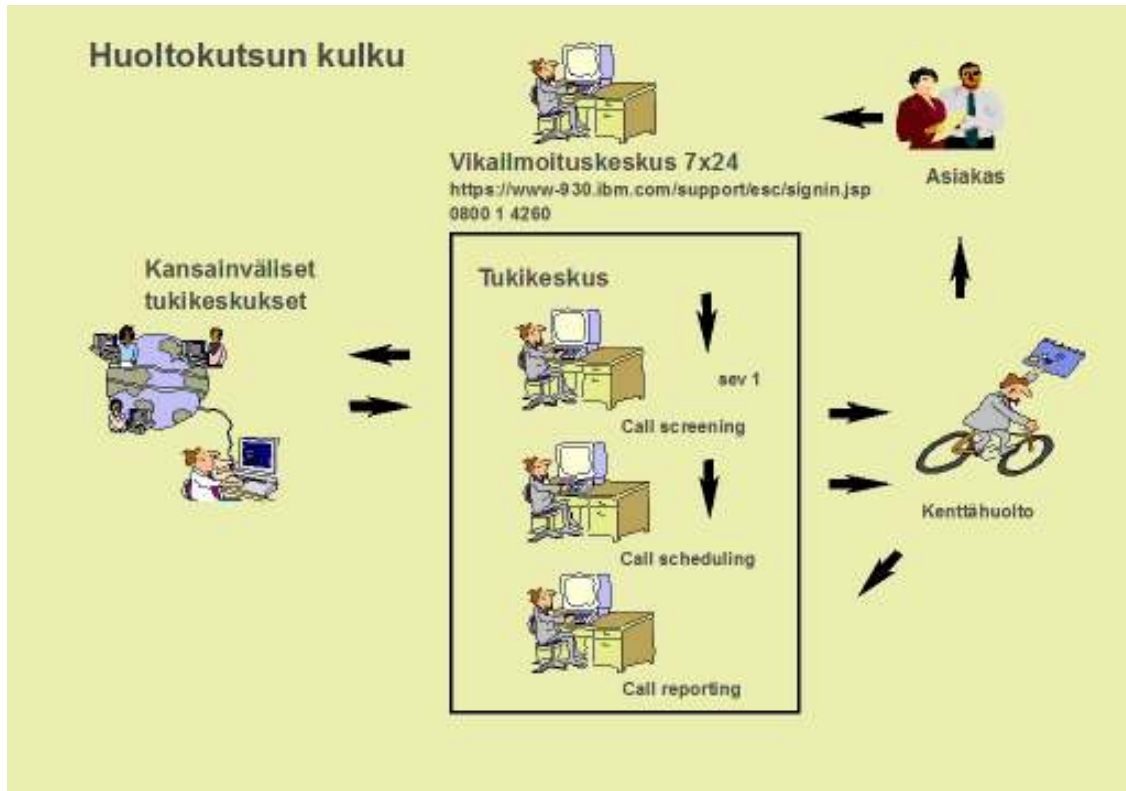 Huoltokutsun kulku
Vikailmoituskeskus 7x24
https://www-930.ibm.com/support/esc/signin.jsp
0800 1 4260
Asiakas
Kansainväliset
tukikeskukset
Tukikeskus
sev 1
Call screening
Kenttähuolto
Call scheduling
Call reporting